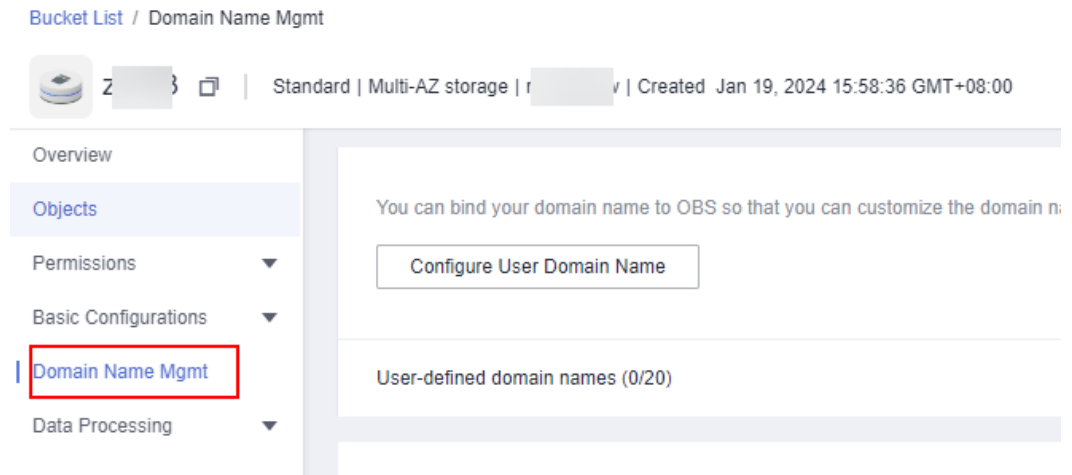 Bucket List / Domain Name Mgmt
Standard | Multi-AZ storage | | Created Jan 19, 2024 15:58:36 GMT+08:00
Overview
Objects
You can bind your domain name to OBS so that you can customize the domain
Permissions
Configure User Domain Name
Basic Configurations
Domain Name Mgmt
User-defined domain names (0/20)
Data Processing